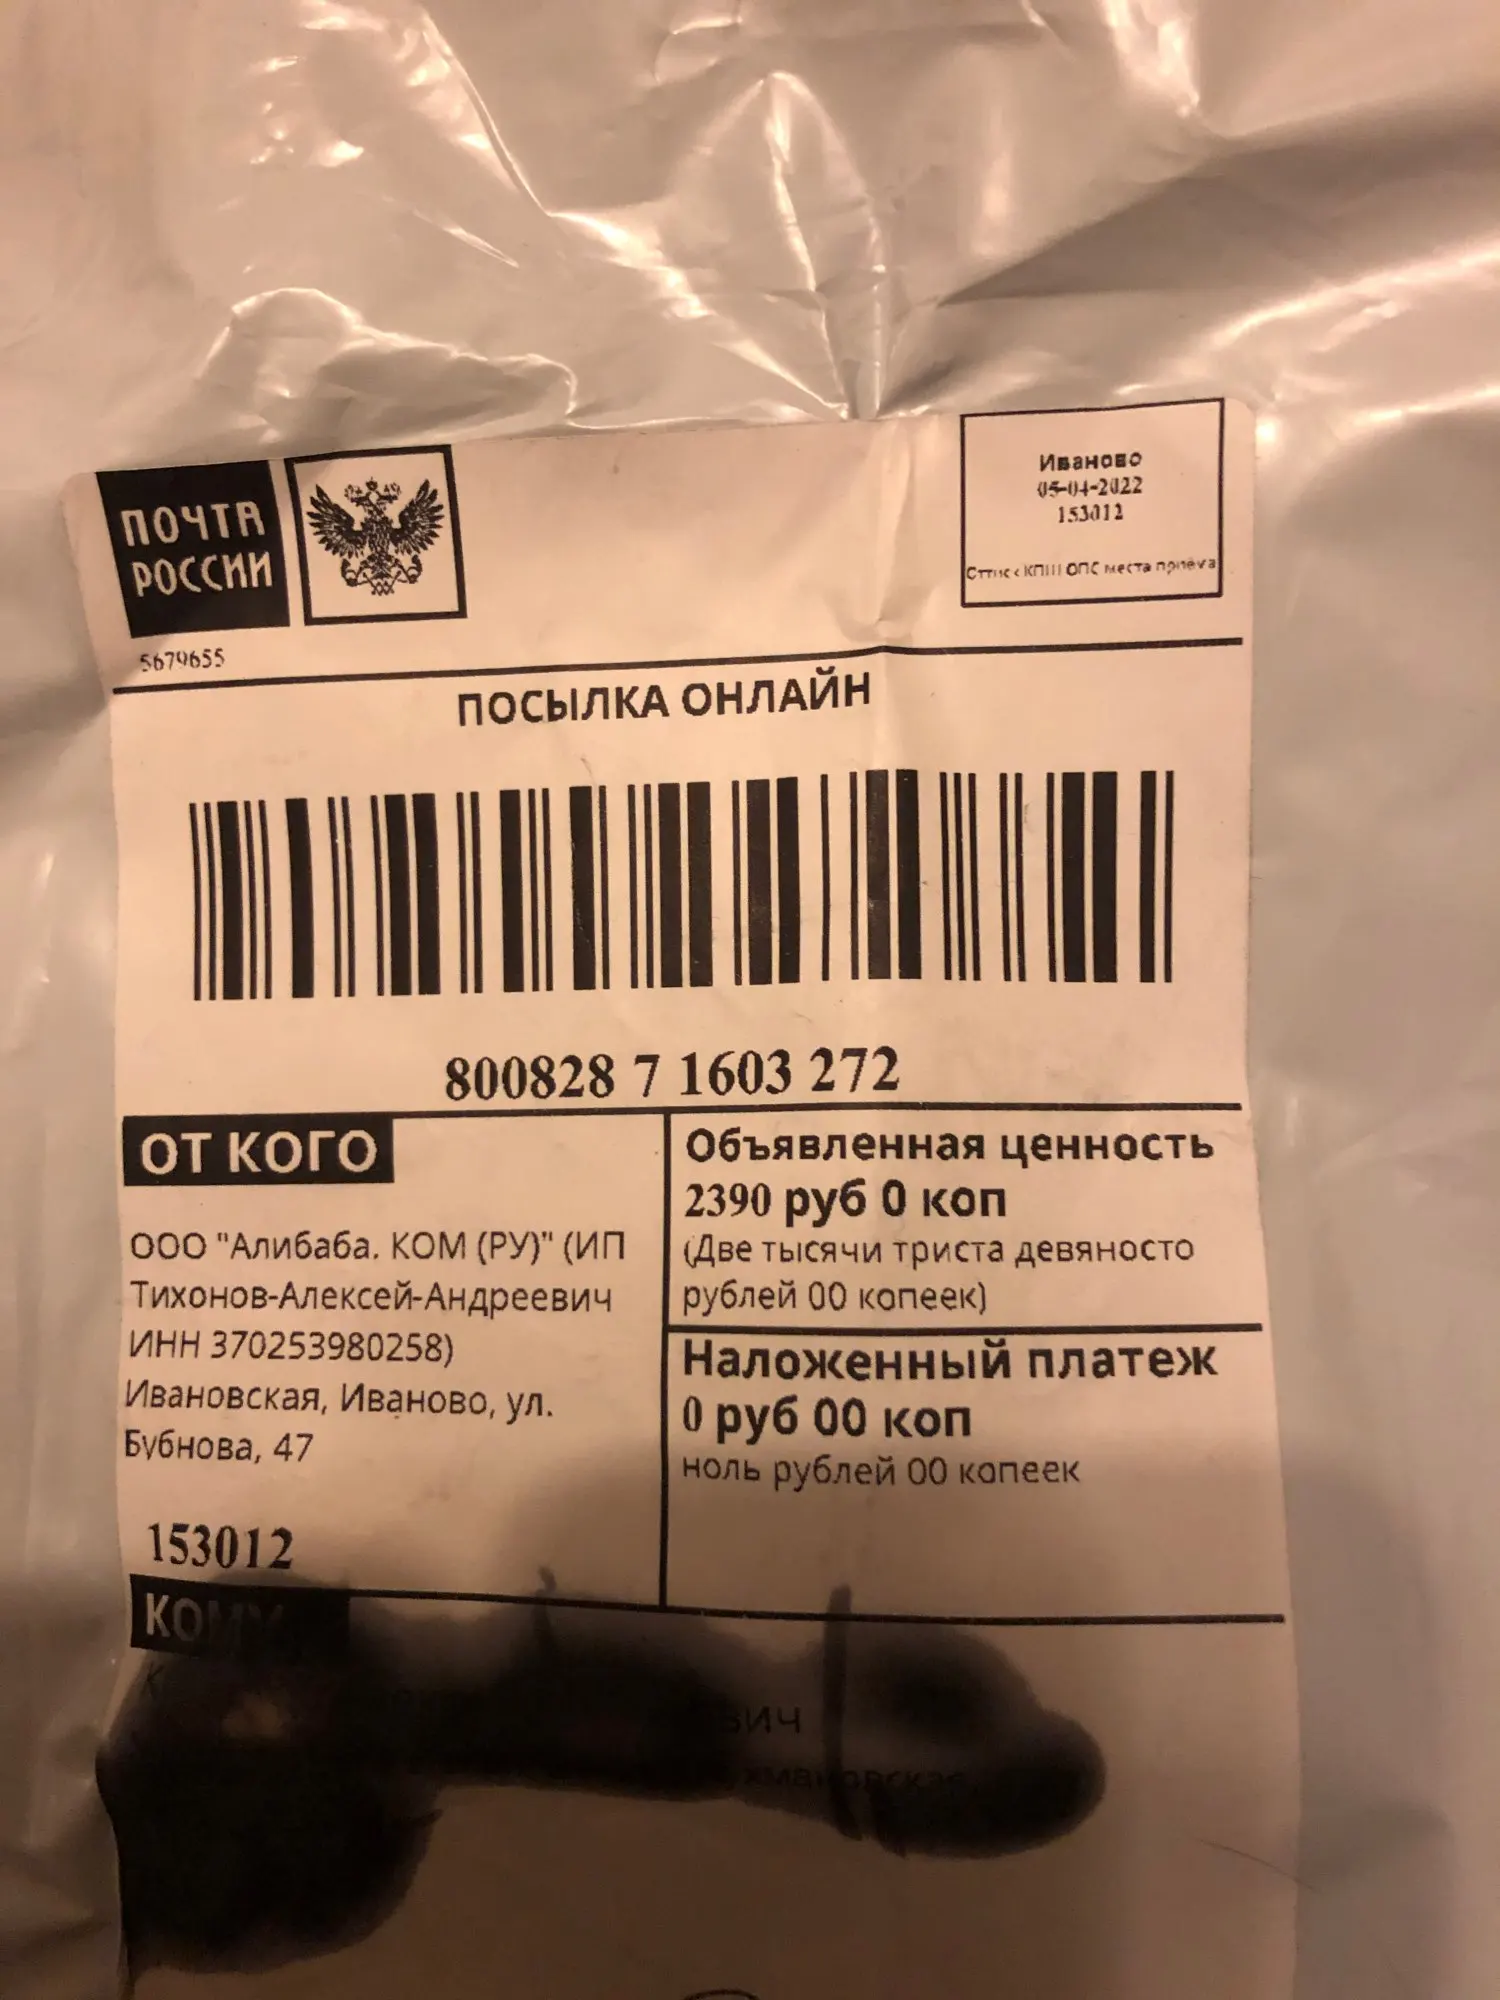 ПОЧТА
РОССИИ
Иваново
05-04-2022
153012
ОПС места приёма
5679655
ПОСЫЛКА ОНЛАЙН
800828 7 1603 272
ОТ КОГО
ООО "Алибаба. КОМ (РУ)" (ИП
Тихонов-Алексей-Андреевич
ИНН 370253980258)
Ивановская, Иваново, ул.
Бубнова, 47
153012
Объявленная ценность
2390 руб 0 коп
(Две тысячи триста девяносто
рублей 00 копеек)
Наложенный платеж
0 руб 00 коп
ноль рублей 00 копеек
КОМУ